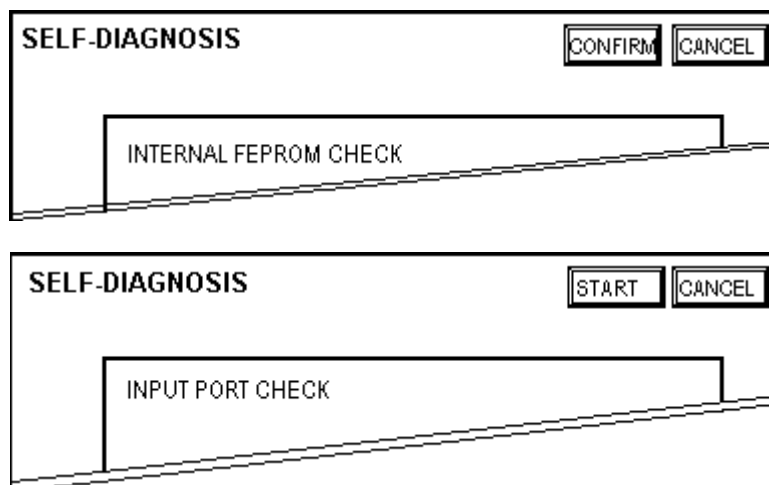 SELF-DIAGNOSIS CONFIRM CANCEL
INTERNAL FEPROM CHECK
SELF-DIAGNOSIS START CANCEL
INPUT PORT CHECK